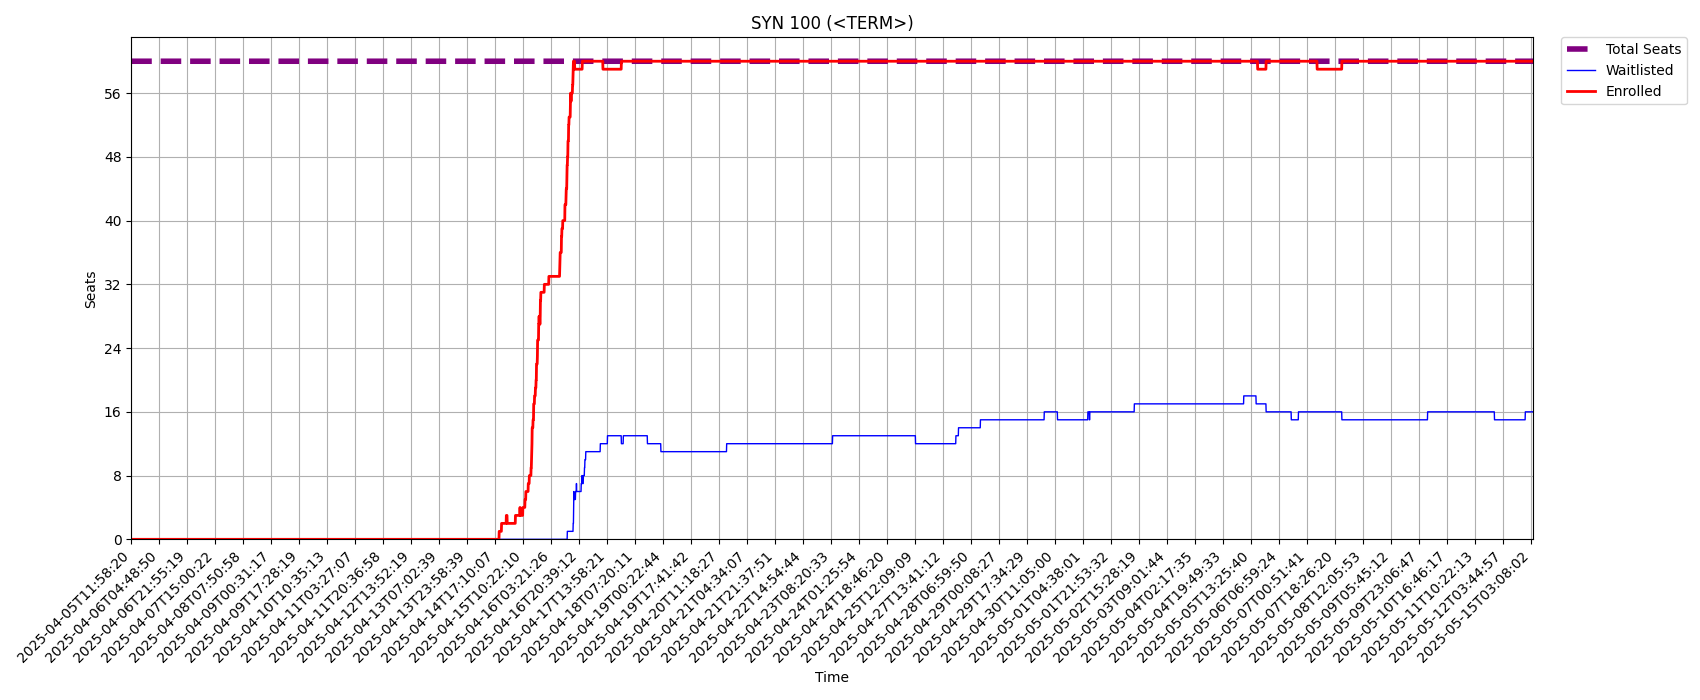 SYN 100 (<TERM>)
Total Seats
Waitlisted
Enrolled
Seats
56
48
40
32
24
16
8
0
2025-04-05T11:58:20
2025-04-06T04:48:50
2025-04-06T21:55:19
2025-04-07T15:00:22
2025-04-08T07:50:58
2025-04-09T00:31:17
2025-04-09T17:28:19
2025-04-10T10:35:13
2025-04-11T03:27:07
2025-04-11T20:36:58
2025-04-12T13:52:19
2025-04-13T07:02:39
2025-04-13T23:58:39
2025-04-14T17:10:07
2025-04-15T10:22:10
2025-04-16T03:21:26
2025-04-16T20:39:12
2025-04-17T13:58:21
2025-04-18T07:20:11
2025-04-19T00:22:44
2025-04-19T17:41:42
2025-04-20T11:18:27
2025-04-21T04:34:07
2025-04-21T21:37:51
2025-04-22T14:54:44
2025-04-23T08:20:33
2025-04-24T01:25:54
2025-04-24T18:46:20
2025-04-25T12:09:09
2025-04-27T13:41:12
2025-04-28T06:59:50
2025-04-29T00:08:27
2025-04-29T17:34:29
2025-04-30T11:05:00
2025-05-01T04:38:01
2025-05-01T21:53:32
2025-05-02T15:28:19
2025-05-03T09:01:44
2025-05-04T02:17:35
2025-05-04T19:49:33
2025-05-05T13:25:40
2025-05-06T06:59:24
2025-05-07T00:51:41
2025-05-07T18:26:20
2025-05-08T12:05:53
2025-05-09T05:45:12
2025-05-09T23:06:47
2025-05-10T16:46:17
2025-05-11T10:22:13
2025-05-12T03:44:57
2025-05-15T03:08:02
Time